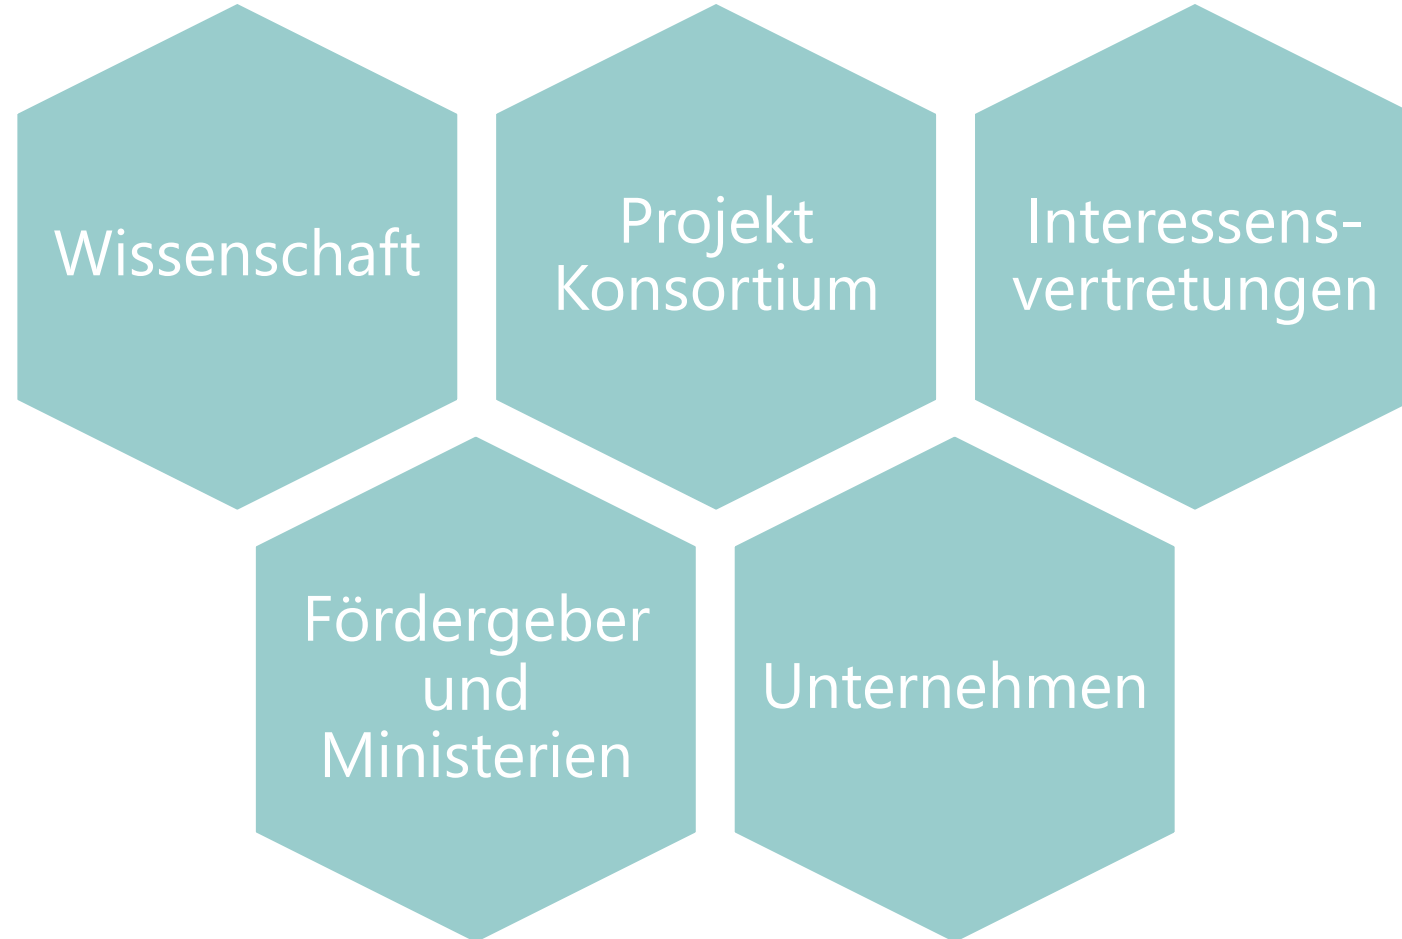 Wissenschaft
Projekt
Konsortium
Interessens-
vertretungen
Fördergeber
und
Ministerien
Unternehmen